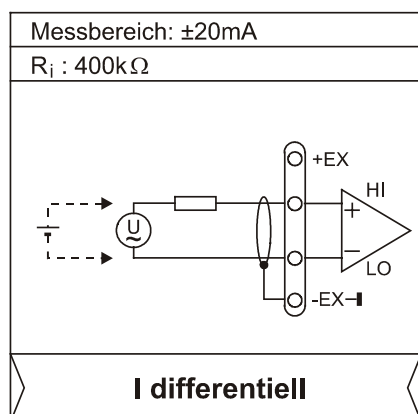 Messbereich: ±20mA
Ri : 400kΩ
+EX
HI
U
~
+
−
LO
-EX
I differentiell